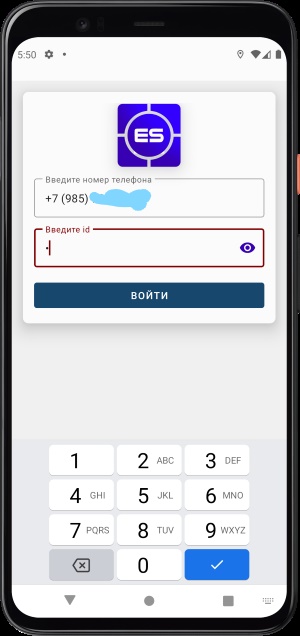 5:50
ES
Введите номер телефона
+7 (985)
Введите id
ВОЙТИ
1 2 ABC 3 DEF
4 GHI 5 JKL 6 MNO
7 PQRS 8 TUV 9 WXYZ
0